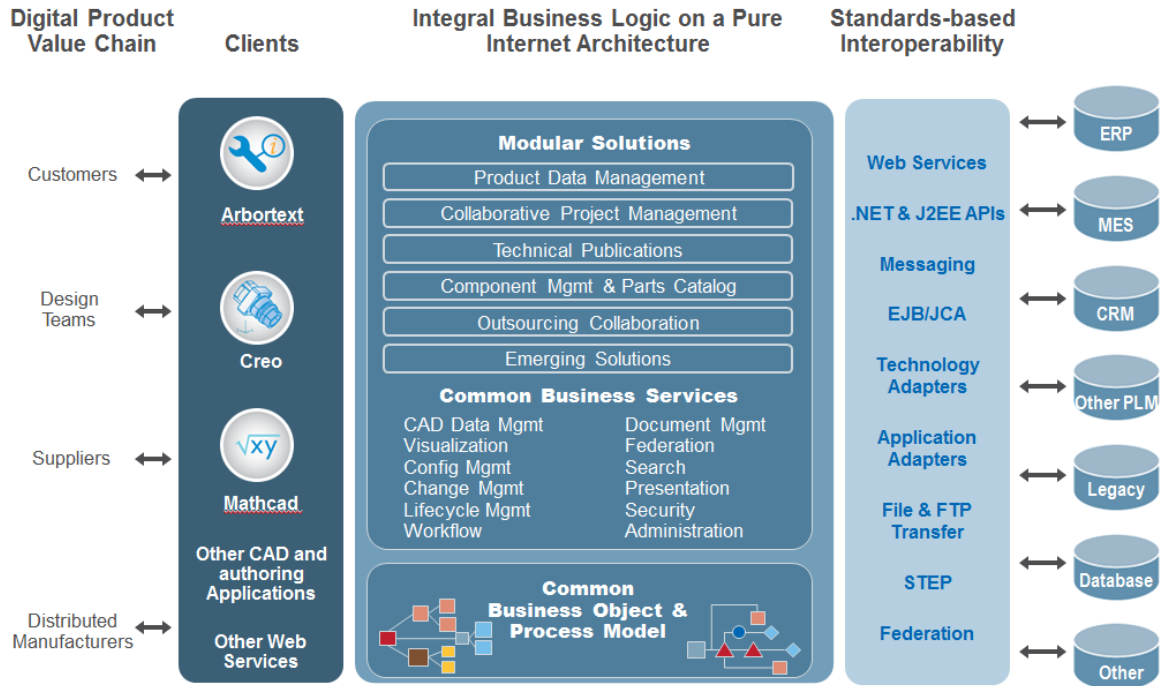 Digital Product
Value Chain
Clients
Integral Business Logic on a Pure
Internet Architecture
Standards-based
Interoperability
Customers
Design
Teams
Suppliers
Distributed
Manufacturers
i
Arbortext
Creo
√xy
Mathcad
Other CAD and
authoring
Applications
Other Web
Services
Modular Solutions
Product Data Management
Collaborative Project Management
Technical Publications
Component Mgmt & Parts Catalog
Outsourcing Collaboration
Emerging Solutions
Common Business Services
CAD Data Mgmt
Visualization
Config Mgmt
Change Mgmt
Lifecycle Mgmt
Workflow
Document Mgmt
Federation
Search
Presentation
Security
Administration
Common
Business Object &
Process Model
Web Services
.NET & J2EE APIs
Messaging
EJB/JCA
Technology
Adapters
Application
Adapters
File & FTP
Transfer
STEP
Federation
ERP
MES
CRM
Other PLM
Legacy
Database
Other